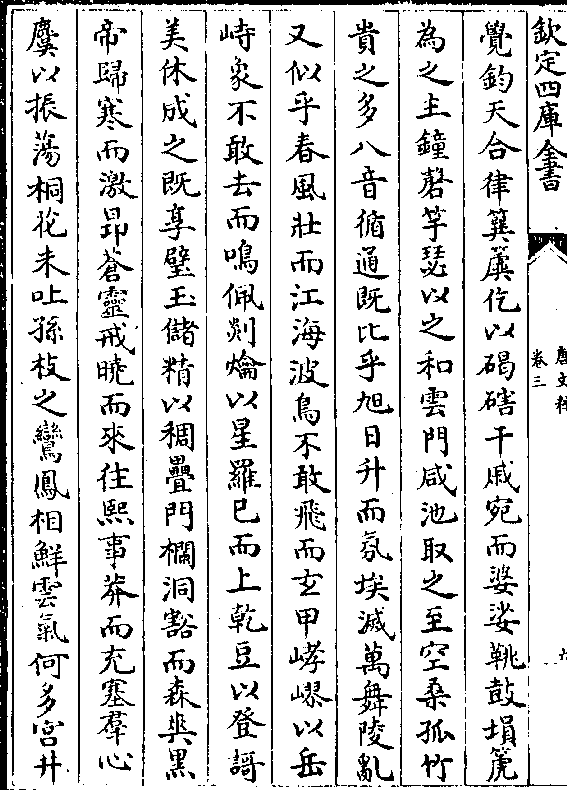 欽定四庫全書
唐文粹
卷三
六
覺鈞天合律簨簴仡以碣磍干戚宛而婆娑鞉鼓塤箎
為之主鐘磬竽瑟以之和雲門咸池取之至空桑孤竹
貴之多八音循通既比乎旭日升而氛埃滅萬舞陵亂
又似乎春風壯而江海波鳥不敢飛而玄甲崪嵺以岳
峙象不敢去而鳴佩剡爚以星羅已而上乾豆以登謌
美休成之既享璧玉儲精以稠疊門欄洞豁而森爽黑
帝歸寒而激昻蒼靈戒曉而來往熙事莽而充塞羣心
㒇以振蕩桐花未吐孫枝之鸞鳳相鮮雲氣何多宮井